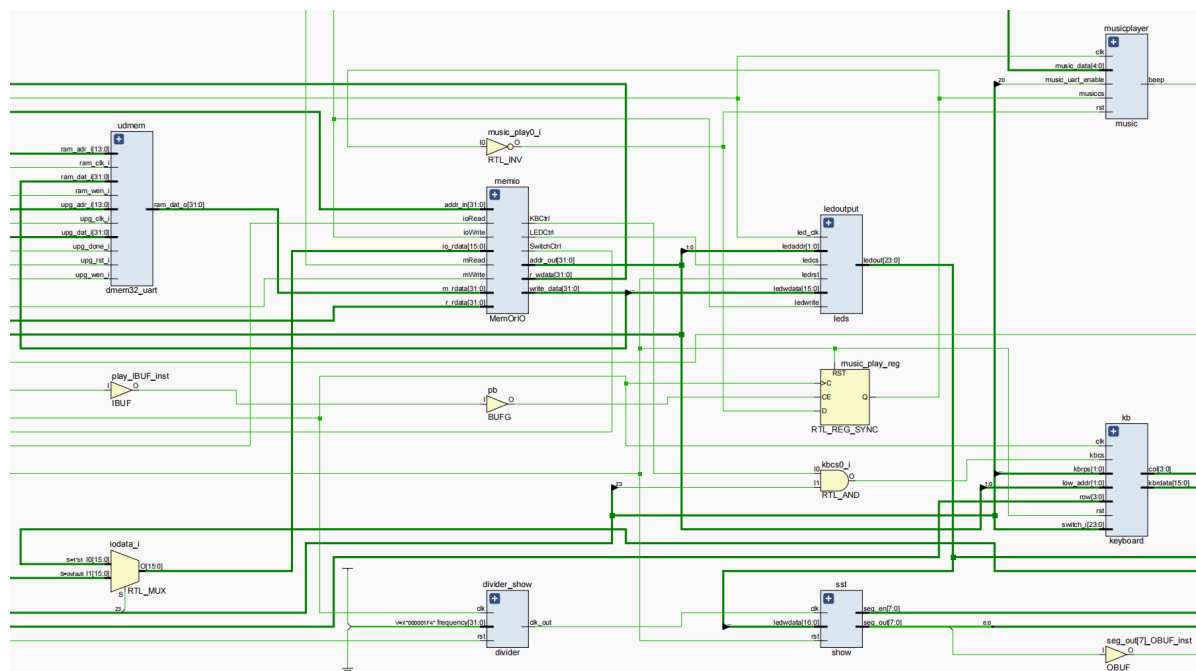 musicplayer
clk
music_data[4:0]
20
music_uart_enable
beep
musiccs
rst
music
udmem
ram_adr_i[13:0]
ram_clk_i
ram_dat_i[31:0]
ram_wen_i
upg_adr_i[13:0]
ram_dat_o[31:0]
upg_clk_i
upg_dat_i[31:0]
upg_done_i
upg_rst_i
upg_wen_i
dmem32_uart
music_play0_i
I0
O
RTL_INV
memio
addr_in[31:0]
ioRead
KBCtrl
ioWrite
LEDCtrl
io_rdata[15:0]
SwitchCtrl
mRead
addr_out[31:0]
mWrite
r_wdata[31:0]
m_rdata[31:0]
write_data[31:0]
r_rdata[31:0]
MemOrIO
ledoutput
led_clk
1:0
ledaddr[1:0]
ledcs
ledout[23:0]
ledrst
ledwdata[15:0]
ledwrite
leds
play_IBUF_inst
I
O
IBUF
pb
I
O
BUFG
music_play_reg
RST
C
CE
Q
D
RTL_REG_SYNC
kbcs0_i
I0
O
I1
RTL_AND
23
kb
clk
kbcs
kbrps[1:0]
col[3:0]
1:0
low_addr[1:0]
kbrdata[15:0]
row[3:0]
rst
switch_i[23:0]
keyboard
iodata_i
S=1'b1 I0[15:0]
O[15:0]
S=default I1[15:0]
S
RTL_MUX
23
divider_show
clk
V=X"000001F4" frequency[31:0]
clk_out
rst
divider
sst
clk
seg_en[7:0]
ledwdata[16:0]
seg_out[7:0]
6:0
rst
show
seg_out[7]_OBUF_inst
I
O
OBUF